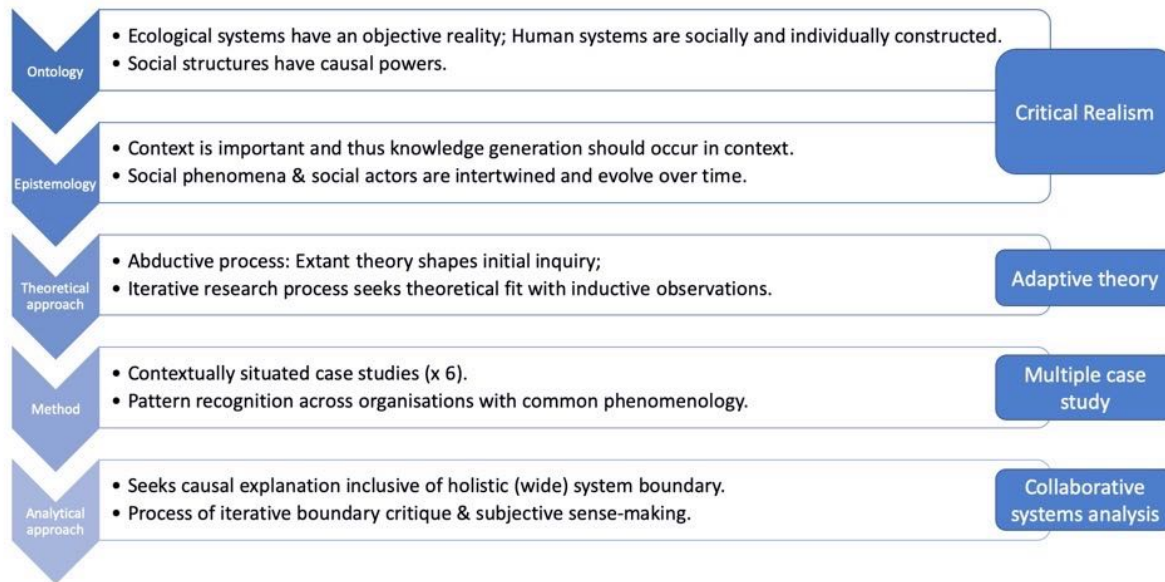 • Ecological systems have an objective reality; Human systems are socially and individually constructed.
• Social structures have causal powers.
Ontology
Critical Realism
• Context is important and thus knowledge generation should occur in context.
• Social phenomena & social actors are intertwined and evolve over time.
Epistemology
• Abductive process: Extant theory shapes initial inquiry;
• Iterative research process seeks theoretical fit with inductive observations.
Theoretical
approach
Adaptive theory
• Contextually situated case studies (x 6).
• Pattern recognition across organisations with common phenomenology.
Method
Multiple case
study
• Seeks causal explanation inclusive of holistic (wide) system boundary.
• Process of iterative boundary critique & subjective sense-making.
Analytical
approach
Collaborative
systems analysis